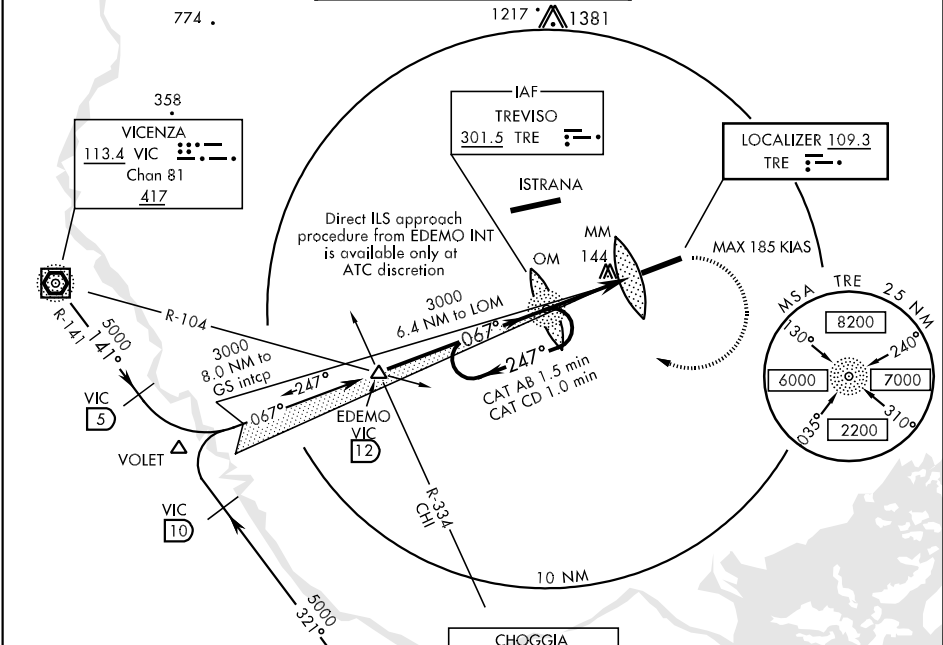 774 .
1217
1381
358
VICENZA
113.4 VIC
Chan 81
417
IAF
TREVISO
301.5 TRE
LOCALIZER 109.3
TRE
ISTRANA
Direct ILS approach
procedure from EDEMO INT
is available only at
ATC discretion
OM
MM
144
MAX 185 KIAS
3000
6.4 NM to LOM
067°
247°
CAT AB 1.5 min
CAT CD 1.0 min
R-104
R-141
5000
141°
3000
8.0 NM to
GS intcp
247°
067°
EDEMO
VIC
12
VIC
5
VOLET
VIC
10
R-334
CHI
5000
321°
10 NM
CHOGGIA
MSA TRE 25 NM
130°
8200
240°
6000
7000
035°
2200
310°